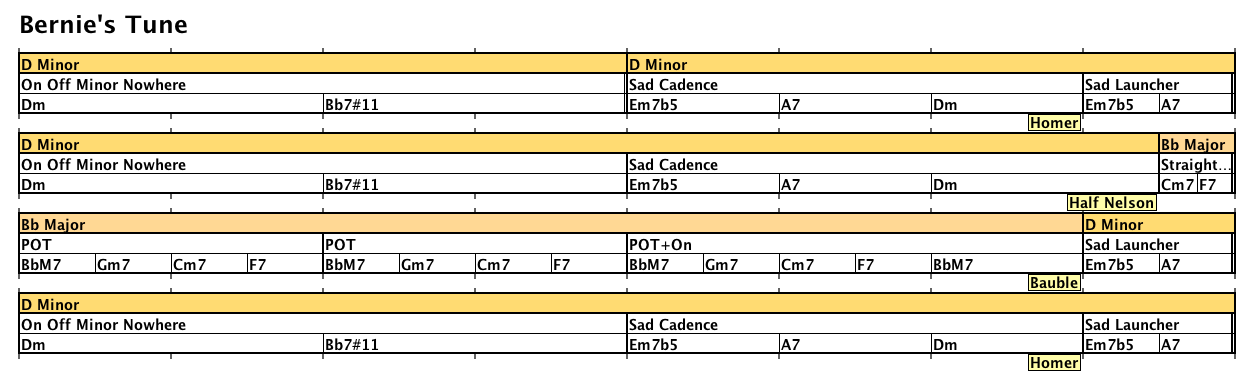 Bernie's Tune
D Minor D Minor
On Off Minor Nowhere Sad Cadence Sad Launcher
Dm Bb7#11 Em7b5 A7 Dm Em7b5 A7
Homer
D Minor Bb Major
On Off Minor Nowhere Sad Cadence Straight...
Dm Bb7#11 Em7b5 A7 Dm Cm7 F7
Half Nelson
Bb Major D Minor
POT POT POT+On Sad Launcher
BbM7 Gm7 Cm7 F7 BbM7 Gm7 Cm7 F7 BbM7 Gm7 Cm7 F7 BbM7 Em7b5 A7
Bauble
D Minor
On Off Minor Nowhere Sad Cadence Sad Launcher
Dm Bb7#11 Em7b5 A7 Dm Em7b5 A7
Homer